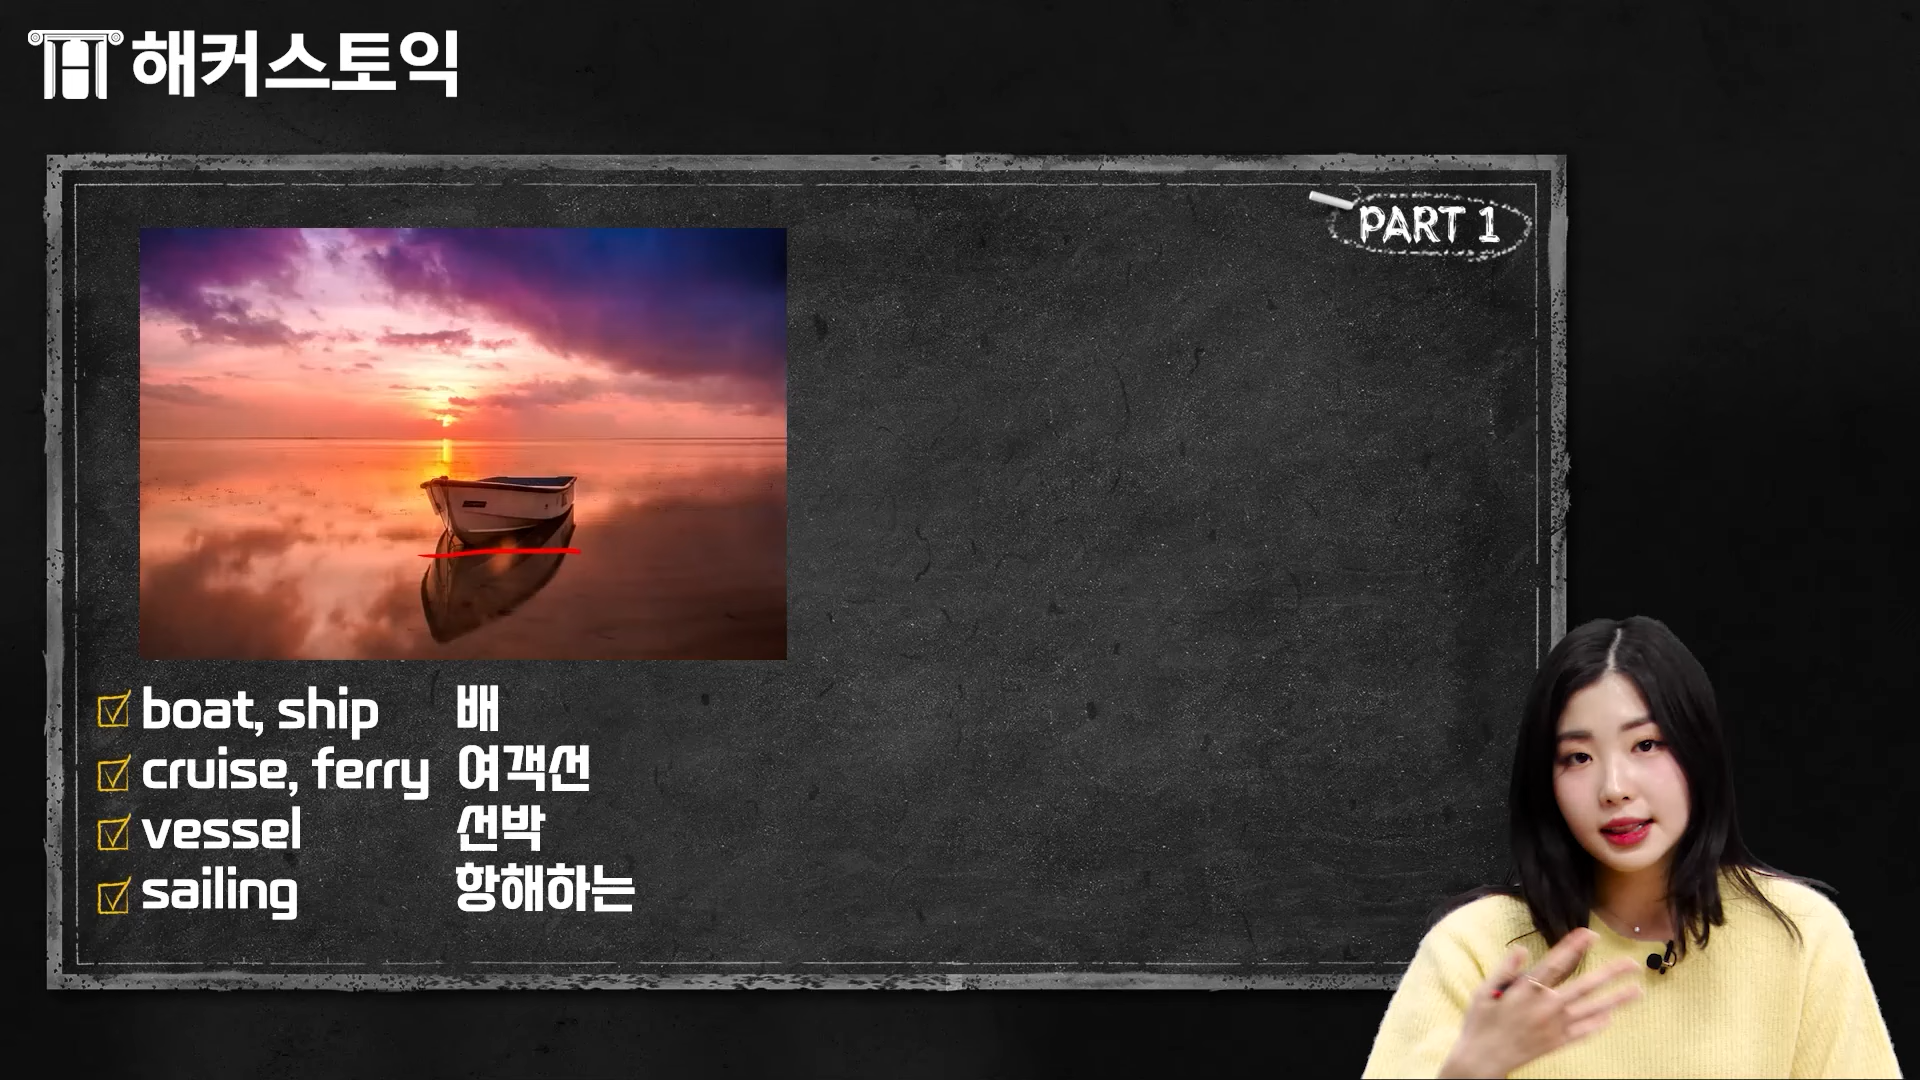 해커스토익
PART 1
boat, ship 배
cruise, ferry 여객선
vessel 선박
sailing 항해하는